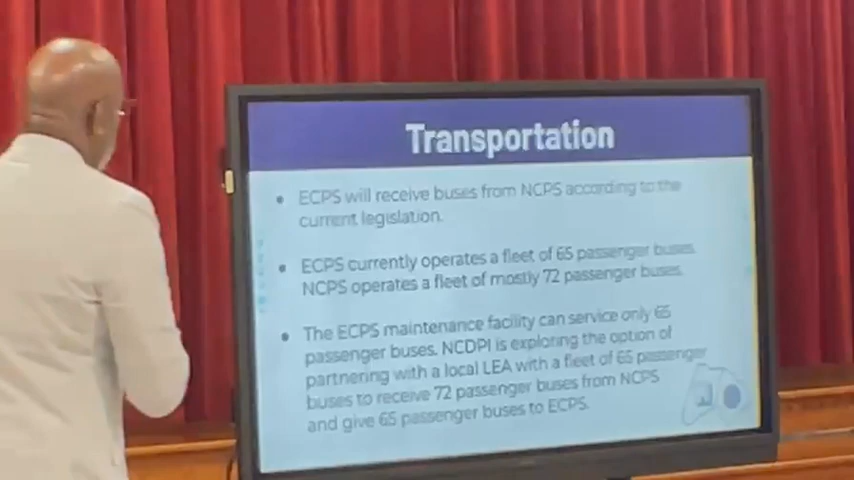 Transportation
• ECPS will receive buses from NCPS according to the
current legislation.
• ECPS currently operates a fleet of 65 passenger buses.
NCPS operates a fleet of mostly 72 passenger buses.
• The ECPS maintenance facility can service only 65
passenger buses. NCDPI is exploring the option of
partnering with a local LEA with a fleet of 65 passenger
buses to receive 72 passenger buses from NCPS
and give 65 passenger buses to ECPS.